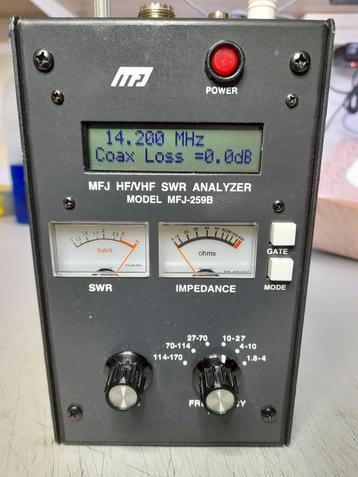 MFJ
POWER
14.200 MHz
Coax Loss =0.0dB
MFJ HF/VHF SWR ANALYZER
MODEL MFJ-259B
SWR
ohms
GATE
MODE
SWR
IMPEDANCE
27-70
10-27
70-114
4-10
114-170
1.8-4